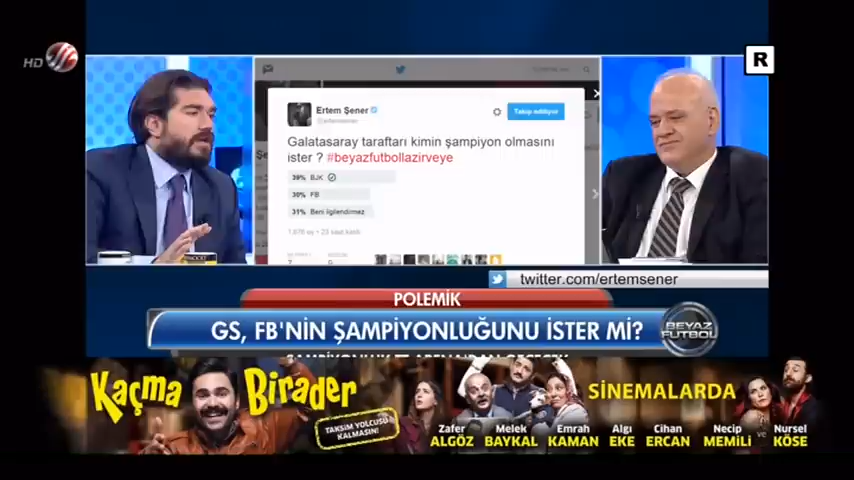 HD
R
Ertem Şener
@ertemsener
Takip ediliyor
Galatasaray taraftarı kimin şampiyon olmasını
ister ? #beyazfutbollazirveye
39% BJK
30% FB
31% Beni ilgilendirmez
twitter.com/ertemsener
POLEMİK
GS, FB'NİN ŞAMPİYONLUĞUNU İSTER Mİ?
BEYAZ
FUTBOL
Kaçma Birader
TAKSİM YOLCUSU
KALMASIN!
SİNEMALARDA
Zafer ALGÖZ
Melek BAYKAL
Emrah KAMAN
Algı EKE
Cihan ERCAN
Necip MEMİLİ
ve
Nursel KÖSE